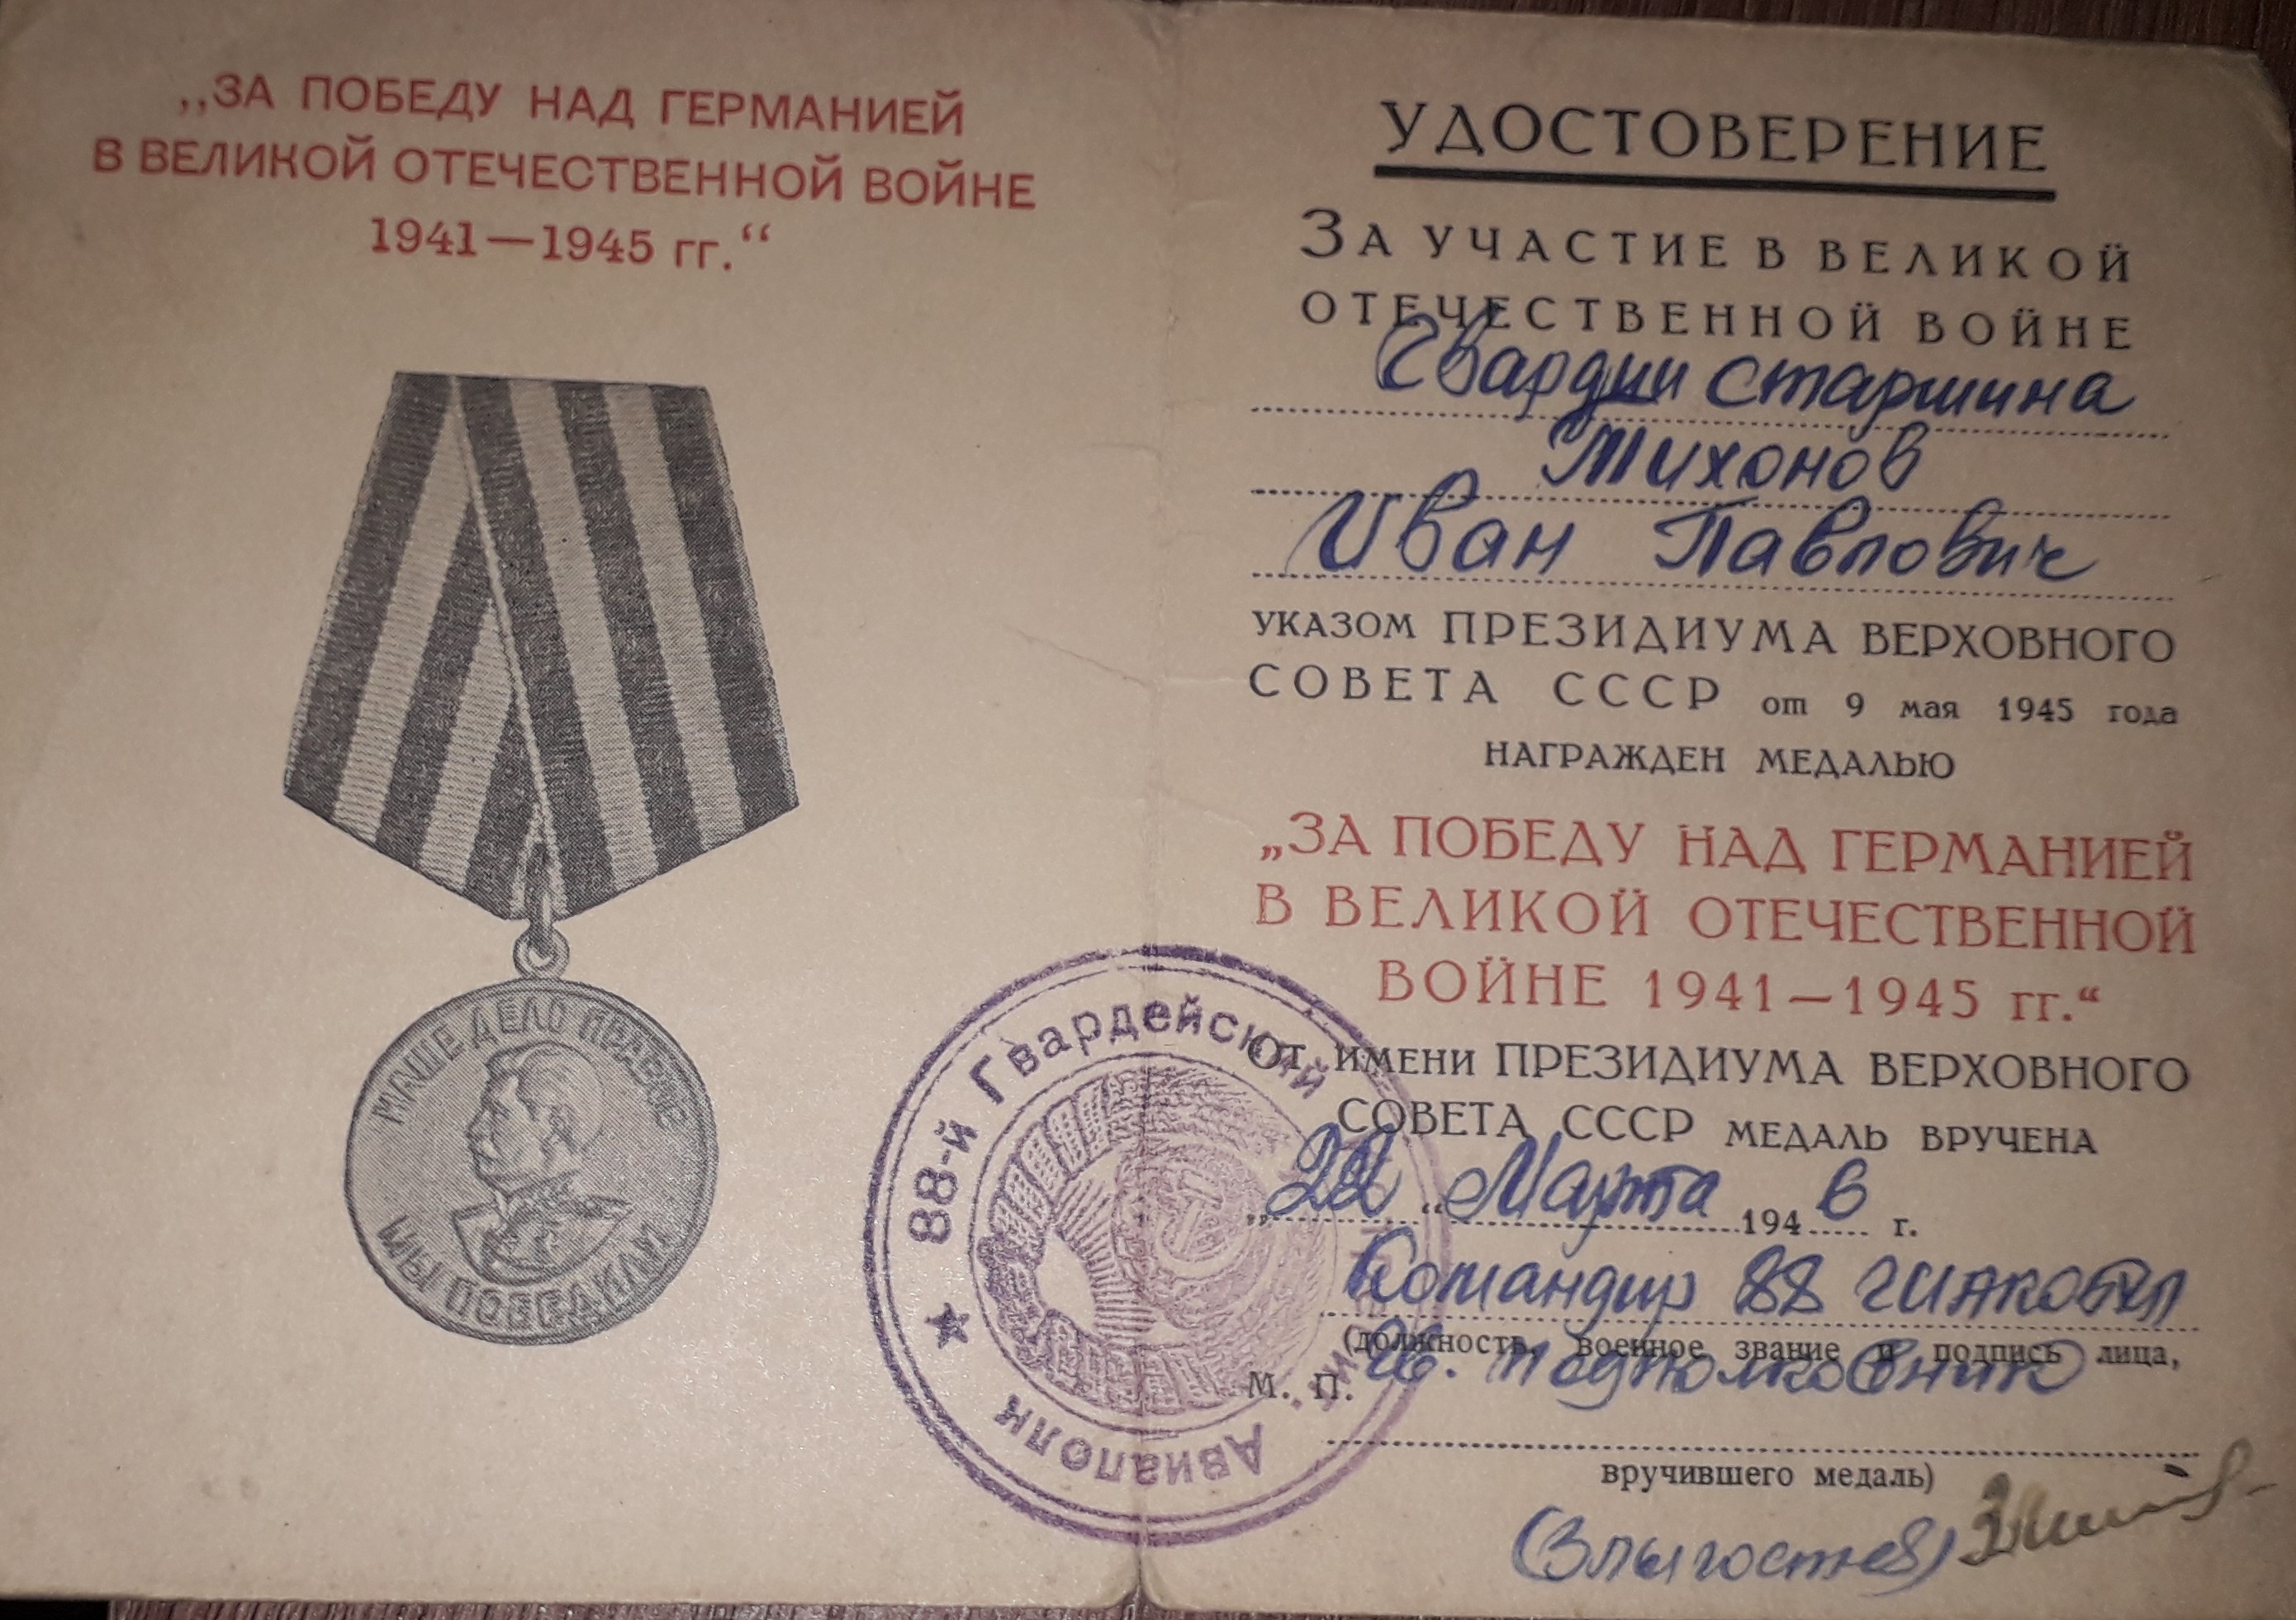 „ЗА ПОБЕДУ НАД ГЕРМАНИЕЙ
В ВЕЛИКОЙ ОТЕЧЕСТВЕННОЙ ВОЙНЕ
1941—1945 гг.“
НАШЕ ДЕЛО ПРАВОЕ
МЫ ПОБЕДИЛИ
УДОСТОВЕРЕНИЕ
ЗА УЧАСТИЕ В ВЕЛИКОЙ
ОТЕЧЕСТВЕННОЙ ВОЙНЕ
Гвардии старшина
Тихонов
Иван Павлович
УКАЗОМ ПРЕЗИДИУМА ВЕРХОВНОГО
СОВЕТА СССР от 9 мая 1945 года
НАГРАЖДЕН МЕДАЛЬЮ
„ЗА ПОБЕДУ НАД ГЕРМАНИЕЙ
В ВЕЛИКОЙ ОТЕЧЕСТВЕННОЙ
ВОЙНЕ 1941—1945 гг.“
ОТ ИМЕНИ ПРЕЗИДИУМА ВЕРХОВНОГО
СОВЕТА СССР МЕДАЛЬ ВРУЧЕНА
„22“ Марта 1946 г.
Командир 88
(должность, военное звание и подпись лица,
М. П. подполковник
вручившего медаль)
88-й Гвардейский
Авиаполк